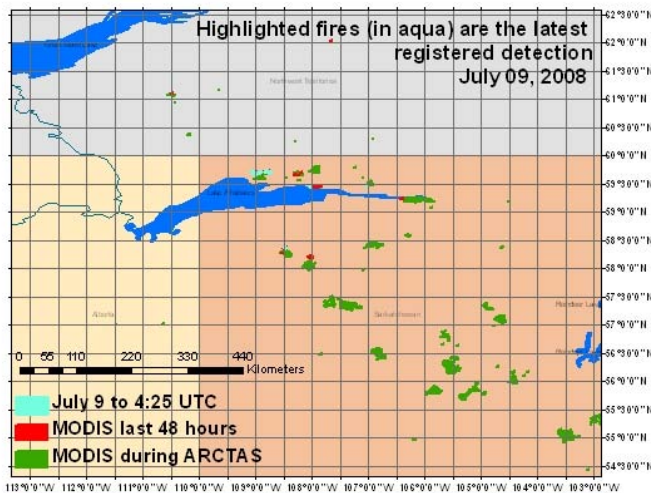 Highlighted fires (in aqua) are the latest
registered detection
July 09, 2008
62°30'0"N
62°0'0"N
61°30'0"N
61°0'0"N
60°30'0"N
60°0'0"N
59°30'0"N
59°0'0"N
58°30'0"N
58°0'0"N
57°30'0"N
57°0'0"N
56°30'0"N
56°0'0"N
55°30'0"N
55°0'0"N
54°30'0"N
Northwest Territories
Lake Athabasca
Alberta
Saskatchewan
0 55 110 220 330 440
Kilometers
July 9 to 4:25 UTC
MODIS last 48 hours
MODIS during ARCTAS
113°0'0"W 112°0'0"W 111°0'0"W 110°0'0"W 109°0'0"W 108°0'0"W 107°0'0"W 106°0'0"W 105°0'0"W 104°0'0"W 103°0'0"W